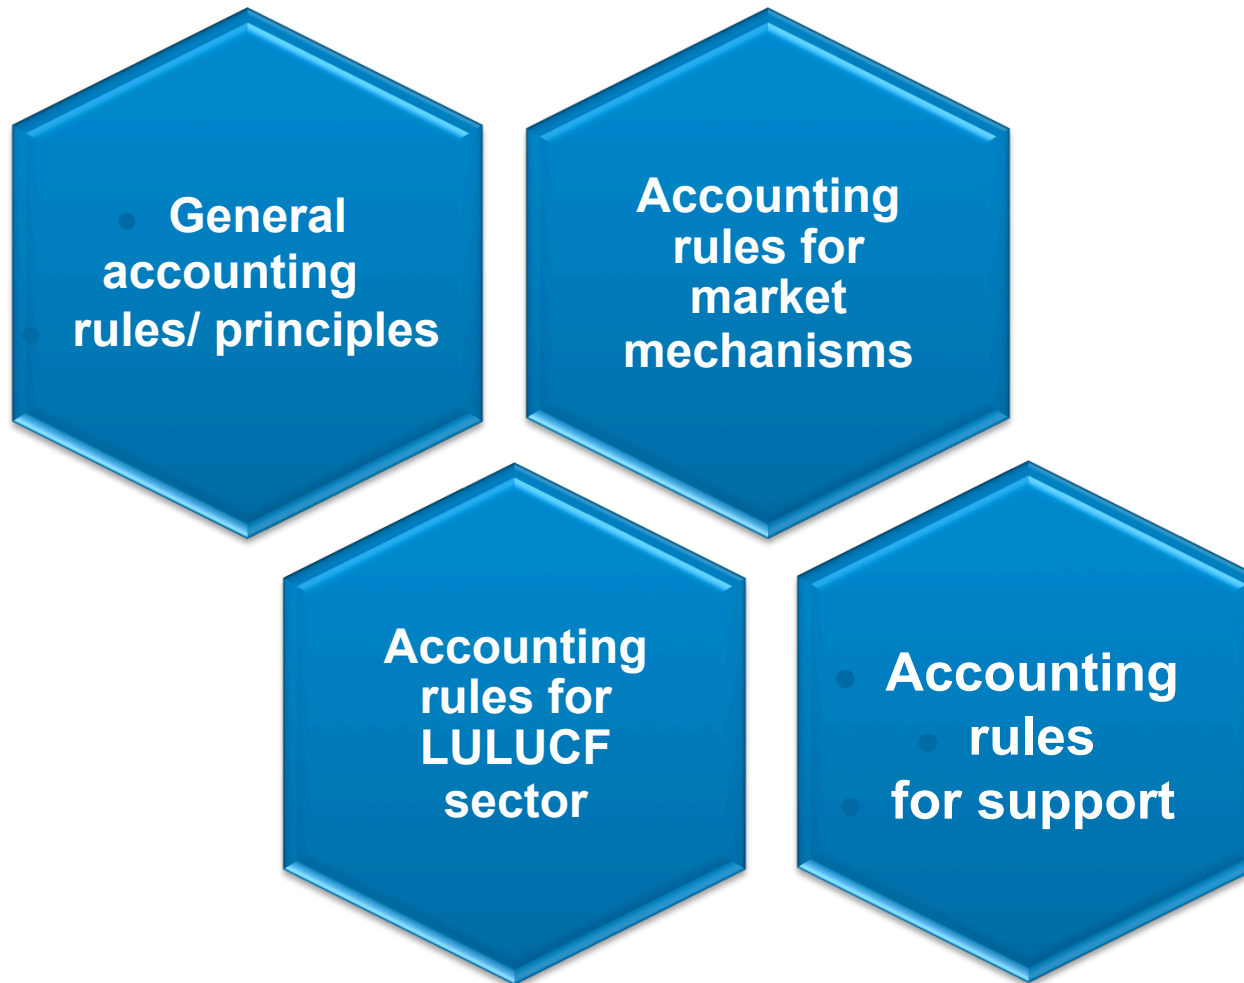 General
accounting
rules/ principles
Accounting
rules for
market
mechanisms
Accounting
rules for
LULUCF
sector
Accounting
rules
for support